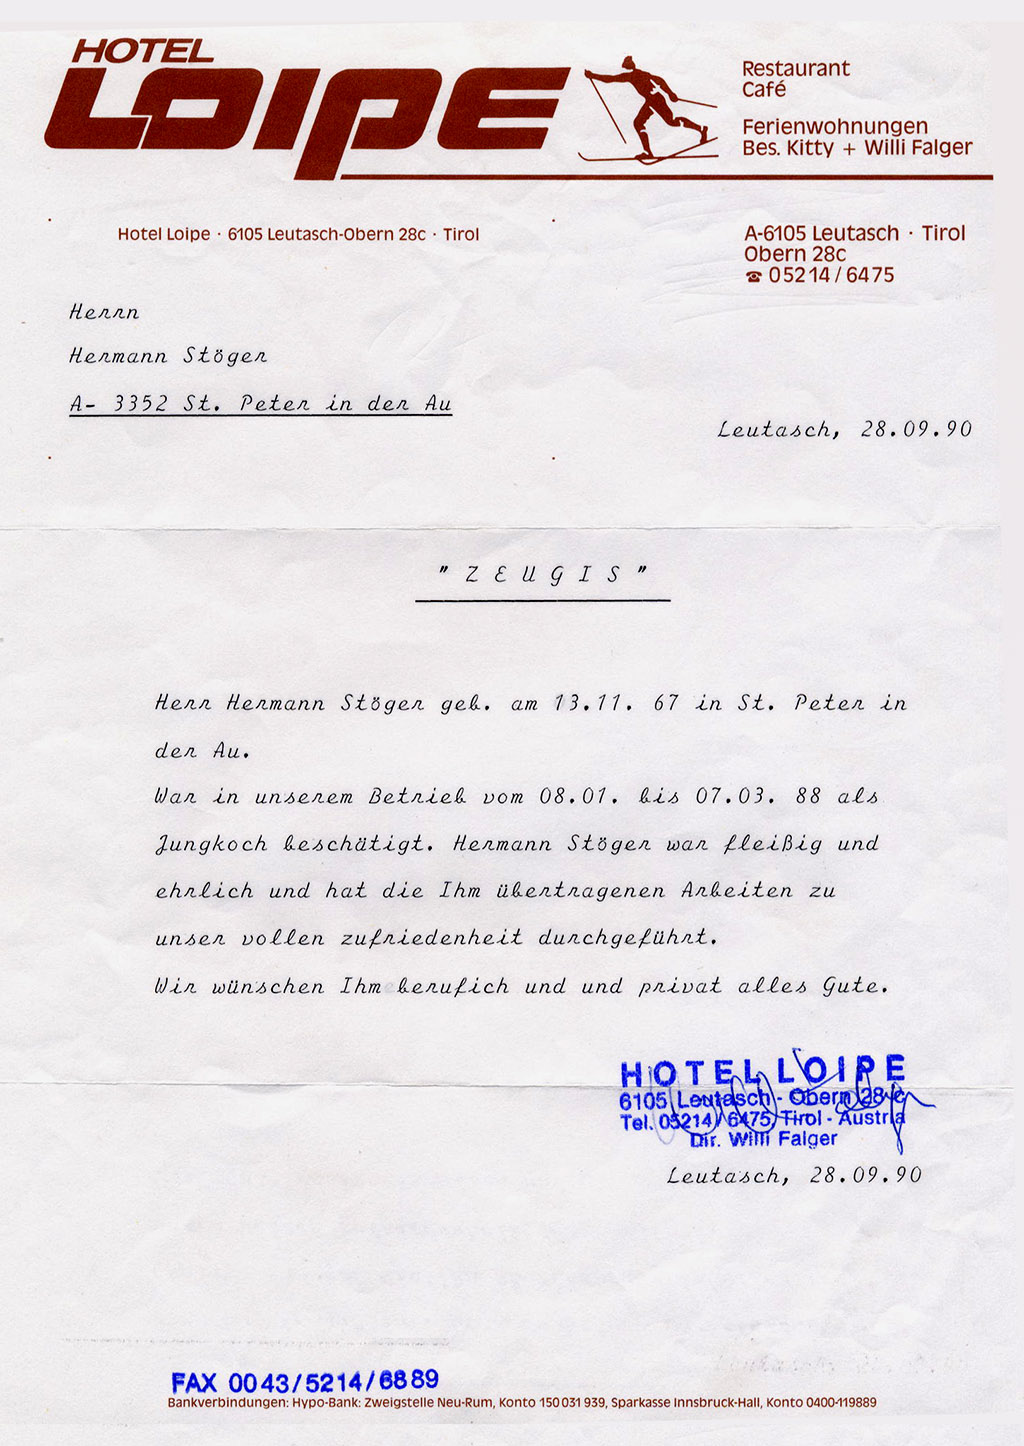 HOTEL
LOIPE
Restaurant
Café
Ferienwohnungen
Bes. Kitty + Willi Falger
Hotel Loipe · 6105 Leutasch-Obern 28c · Tirol
A-6105 Leutasch · Tirol
Obern 28c
☎ 05214/6475
Herrn
Hermann Stöger
A- 3352 St. Peter in der Au
Leutasch, 28.09.90
" Z E U G I S "
Herr Hermann Stöger geb. am 13.11. 67 in St. Peter in
der Au.
War in unserem Betrieb vom 08.01. bis 07.03. 88 als
Jungkoch beschätigt. Hermann Stöger war fleißig und
ehrlich und hat die Ihm übertragenen Arbeiten zu
unser vollen zufriedenheit durchgeführt.
Wir wünschen Ihm berufich und und privat alles Gute.
HOTEL LOIPE
6105 Leutasch - Obern 28 c
Tel. 05214/6475, Tirol - Austria
Dir. Willi Falger
Leutasch, 28.09.90
FAX 0043/5214/6889
Bankverbindungen: Hypo-Bank: Zweigstelle Neu-Rum, Konto 150 031 939, Sparkasse Innsbruck-Hall, Konto 0400-119889